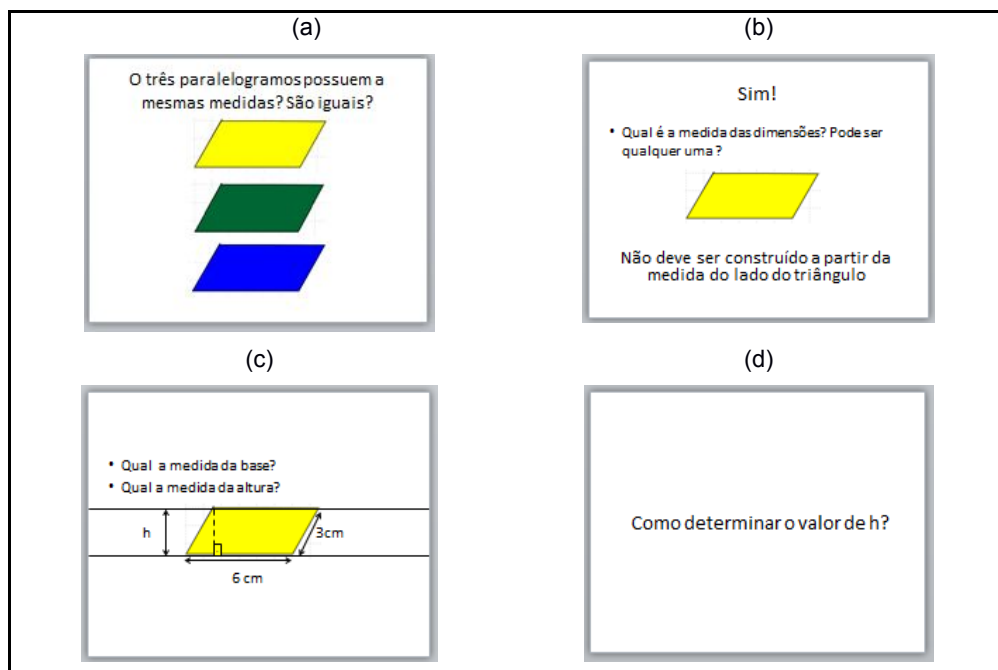 (a)
O três paralelogramos possuem a
mesmas medidas? São iguais?
(b)
Sim!
• Qual é a medida das dimensões? Pode ser
qualquer uma?
Não deve ser construído a partir da
medida do lado do triângulo
(c)
• Qual a medida da base?
• Qual a medida da altura?
h
3cm
6 cm
(d)
Como determinar o valor de h?